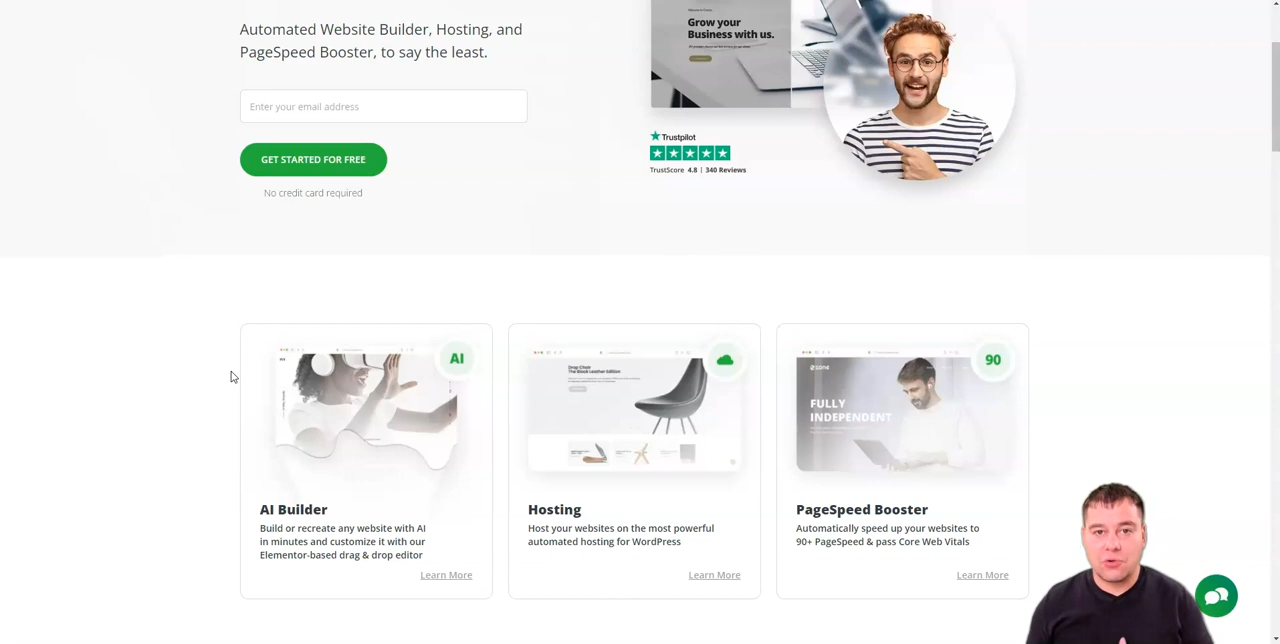 Automated Website Builder, Hosting, and
PageSpeed Booster, to say the least.
Enter your email address
GET STARTED FOR FREE
No credit card required
Grow your
Business with us.
Trustpilot
TrustScore 4.8 | 340 Reviews
AI
90
FULLY
INDEPENDENT
AI Builder
Build or recreate any website with AI
in minutes and customize it with our
Elementor-based drag & drop editor
Learn More
Hosting
Host your websites on the most powerful
automated hosting for WordPress
Learn More
PageSpeed Booster
Automatically speed up your websites to
90+ PageSpeed & pass Core Web Vitals
Learn More